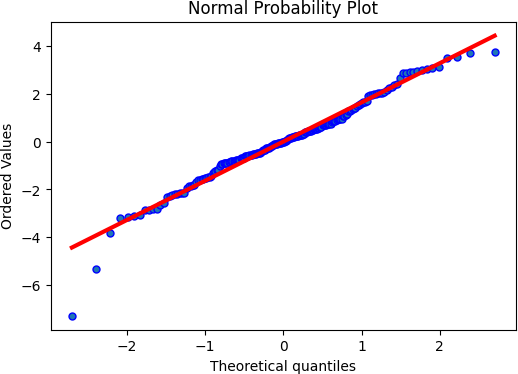 Normal Probability Plot
Ordered Values
4
2
0
−2
−4
−6
−2 −1 0 1 2
Theoretical quantiles